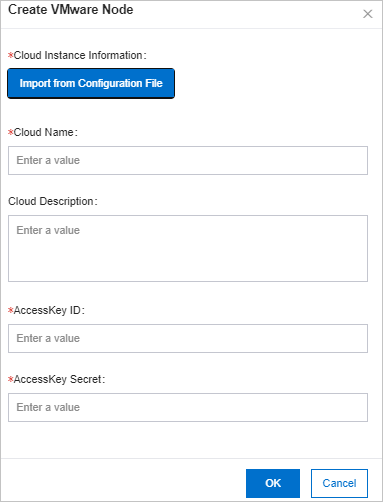 Create VMware Node
*Cloud Instance Information:
Import from Configuration File
*Cloud Name:
Enter a value
Cloud Description:
Enter a value
*AccessKey ID:
Enter a value
*AccessKey Secret:
Enter a value
OK Cancel